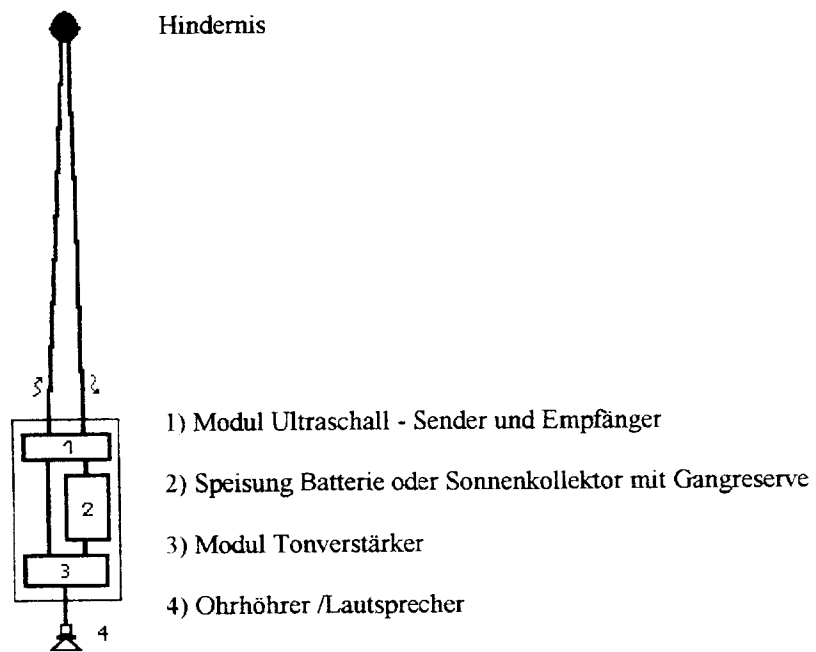 Hindernis
1) Modul Ultraschall - Sender und Empfänger
1
2) Speisung Batterie oder Sonnenkollektor mit Gangreserve
2
3) Modul Tonverstärker
3
4) Ohrhöhrer /Lautsprecher
4